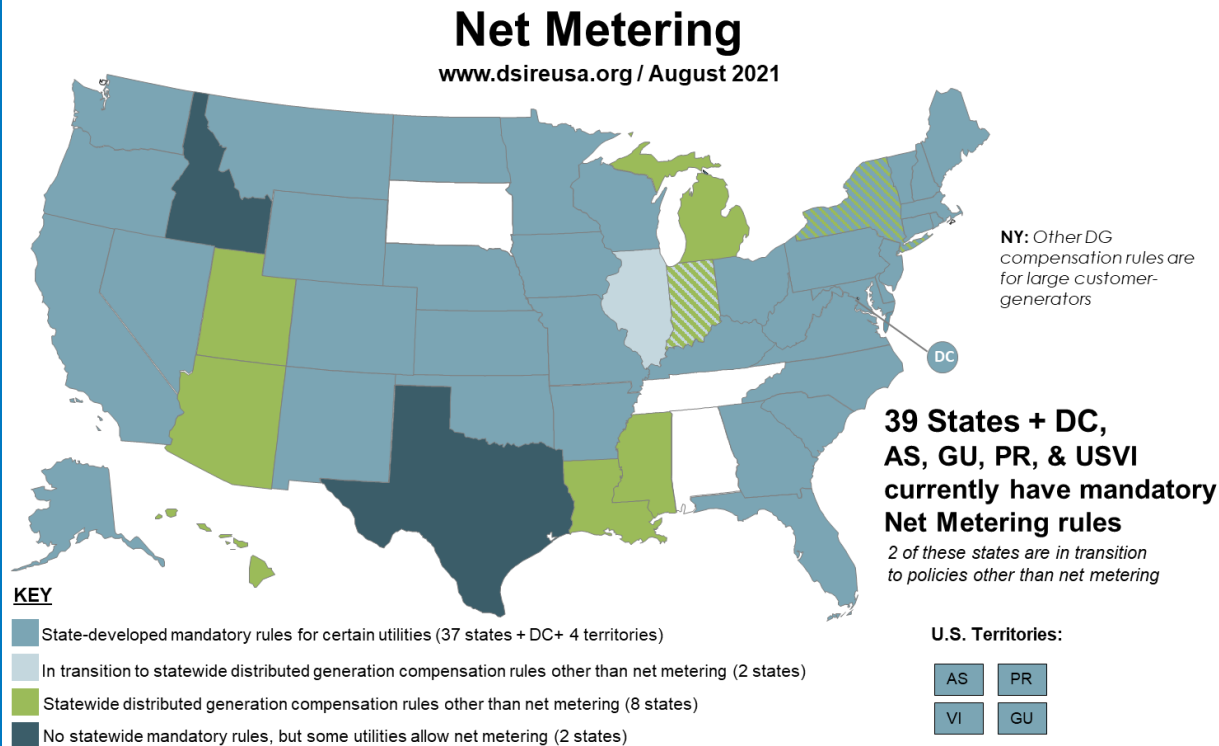 Net Metering
www.dsireusa.org / August 2021
NY: Other DG
compensation rules are
for large customer-
generators
DC
39 States + DC,
AS, GU, PR, & USVI
currently have mandatory
Net Metering rules
2 of these states are in transition
to policies other than net metering
KEY
State-developed mandatory rules for certain utilities (37 states + DC+ 4 territories)
In transition to statewide distributed generation compensation rules other than net metering (2 states)
Statewide distributed generation compensation rules other than net metering (8 states)
No statewide mandatory rules, but some utilities allow net metering (2 states)
U.S. Territories:
AS PR
VI GU